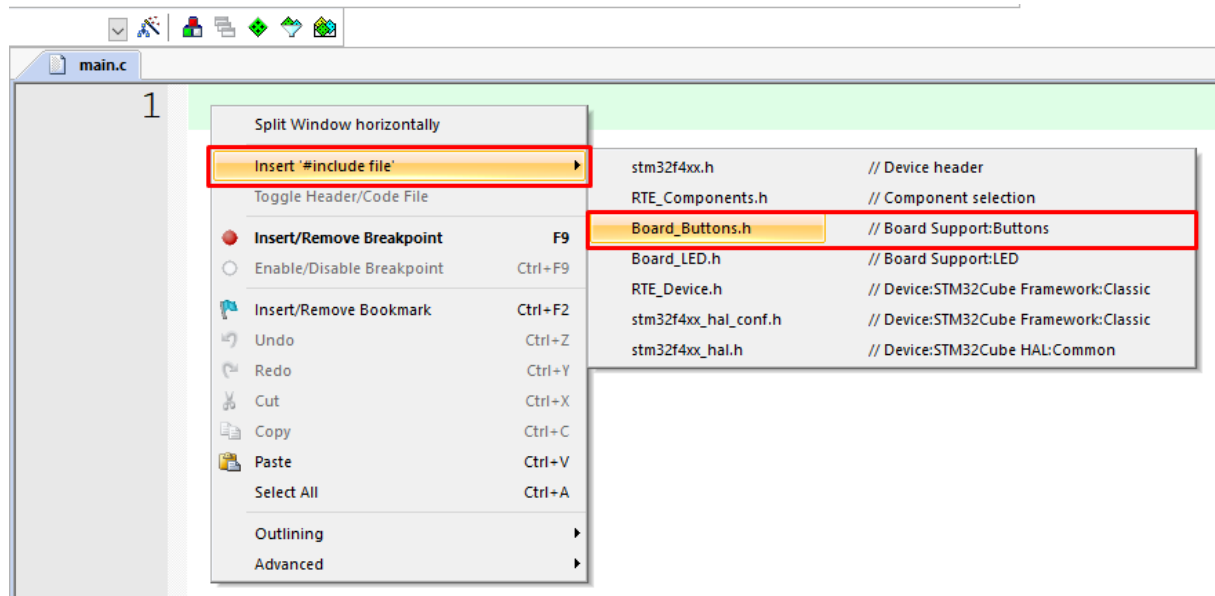 main.c
1
Split Window horizontally
Insert '#include file'
Toggle Header/Code File
Insert/Remove Breakpoint F9
Enable/Disable Breakpoint Ctrl+F9
Insert/Remove Bookmark Ctrl+F2
Undo Ctrl+Z
Redo Ctrl+Y
Cut Ctrl+X
Copy Ctrl+C
Paste Ctrl+V
Select All Ctrl+A
Outlining
Advanced
stm32f4xx.h // Device header
RTE_Components.h // Component selection
Board_Buttons.h // Board Support:Buttons
Board_LED.h // Board Support:LED
RTE_Device.h // Device:STM32Cube Framework:Classic
stm32f4xx_hal_conf.h // Device:STM32Cube Framework:Classic
stm32f4xx_hal.h // Device:STM32Cube HAL:Common